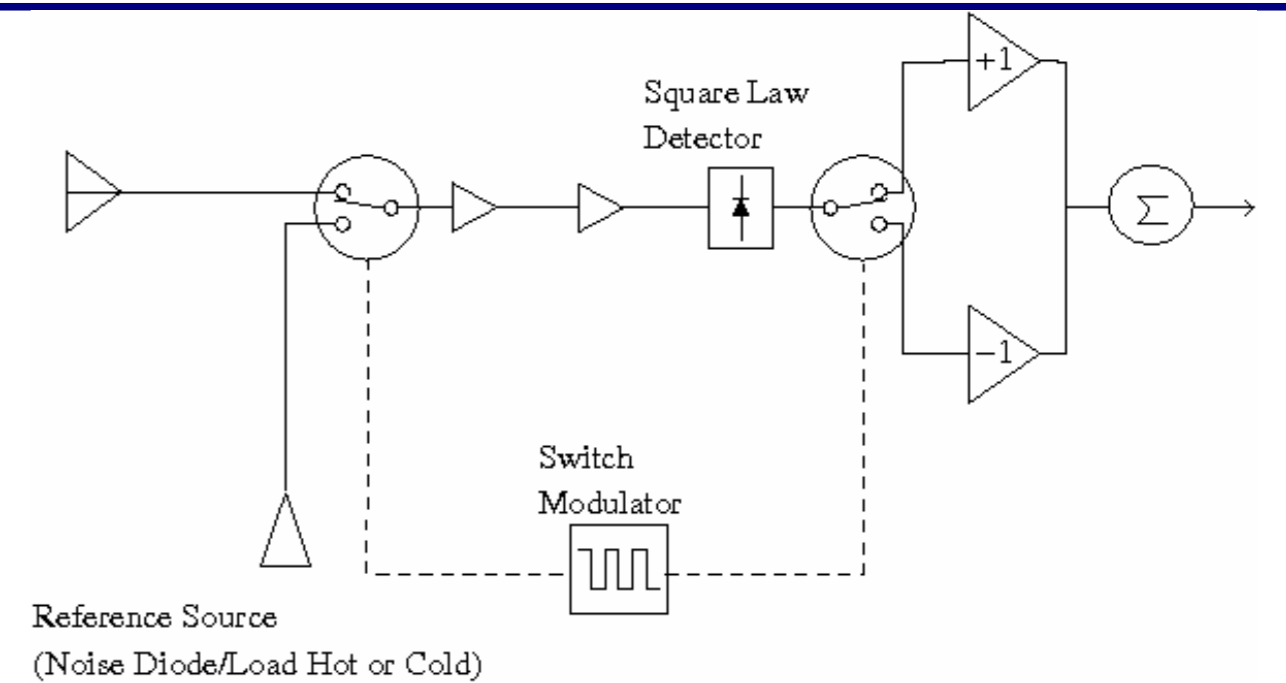 +1
Square Law
Detector
Σ
−1
Switch
Modulator
Reference Source
(Noise Diode/Load Hot or Cold)